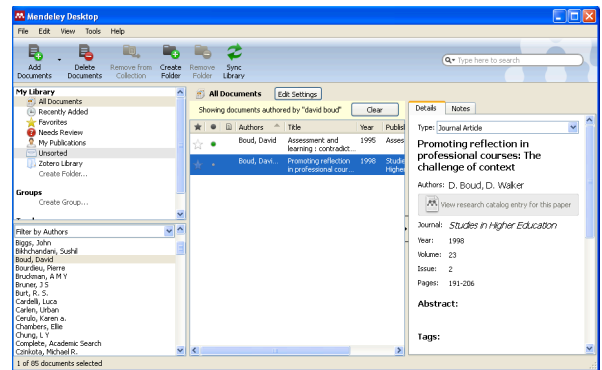 Mendeley Desktop
File Edit View Tools Help
Add Documents
Delete Documents
Remove from Collection
Create Folder
Remove Folder
Sync Library
Type here to search
My Library
All Documents
Recently Added
Favorites
Needs Review
My Publications
Unsorted
Zotero Library
Create Folder...
Groups
Create Group...
Filter by Authors
Biggs, John
Bikhchandani, Sushil
Boud, David
Bourdieu, Pierre
Bruckman, A M Y
Bruner, J S
Burt, R. S.
Cardelli, Luca
Carlen, Urban
Cerulo, Karen a.
Chambers, Ellie
Chung, L Y
Complete, Academic Search
Czinkota, Michael R.
All Documents Edit Settings
Showing documents authored by "david boud" Clear
Authors Title Year Publish
Boud, David Assessment and 1995 Asses
learning : contradict...
Boud, Davi... Promoting reflection 1998 Studie
in professional cour... Higher
Details Notes
Type: Journal Article
Promoting reflection in
professional courses: The
challenge of context
Authors: D. Boud, D. Walker
View research catalog entry for this paper
Journal: Studies in Higher Education
Year: 1998
Volume: 23
Issue: 2
Pages: 191-206
Abstract:
Tags:
1 of 85 documents selected